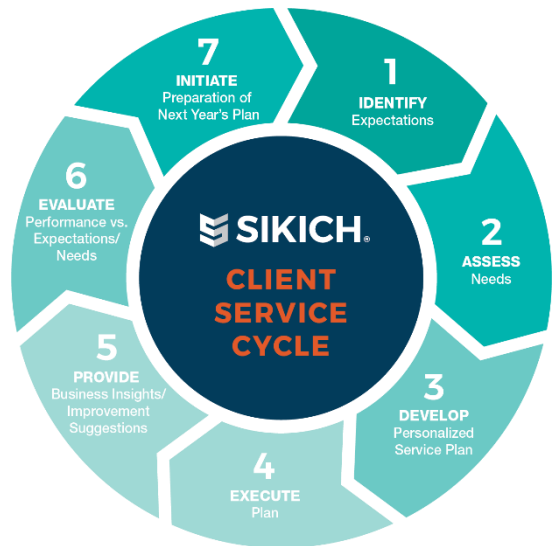 SIKICH®
CLIENT
SERVICE
CYCLE
1
IDENTIFY
Expectations
2
ASSESS
Needs
3
DEVELOP
Personalized
Service Plan
4
EXECUTE
Plan
5
PROVIDE
Business Insights/
Improvement
Suggestions
6
EVALUATE
Performance vs.
Expectations/
Needs
7
INITIATE
Preparation of
Next Year's Plan